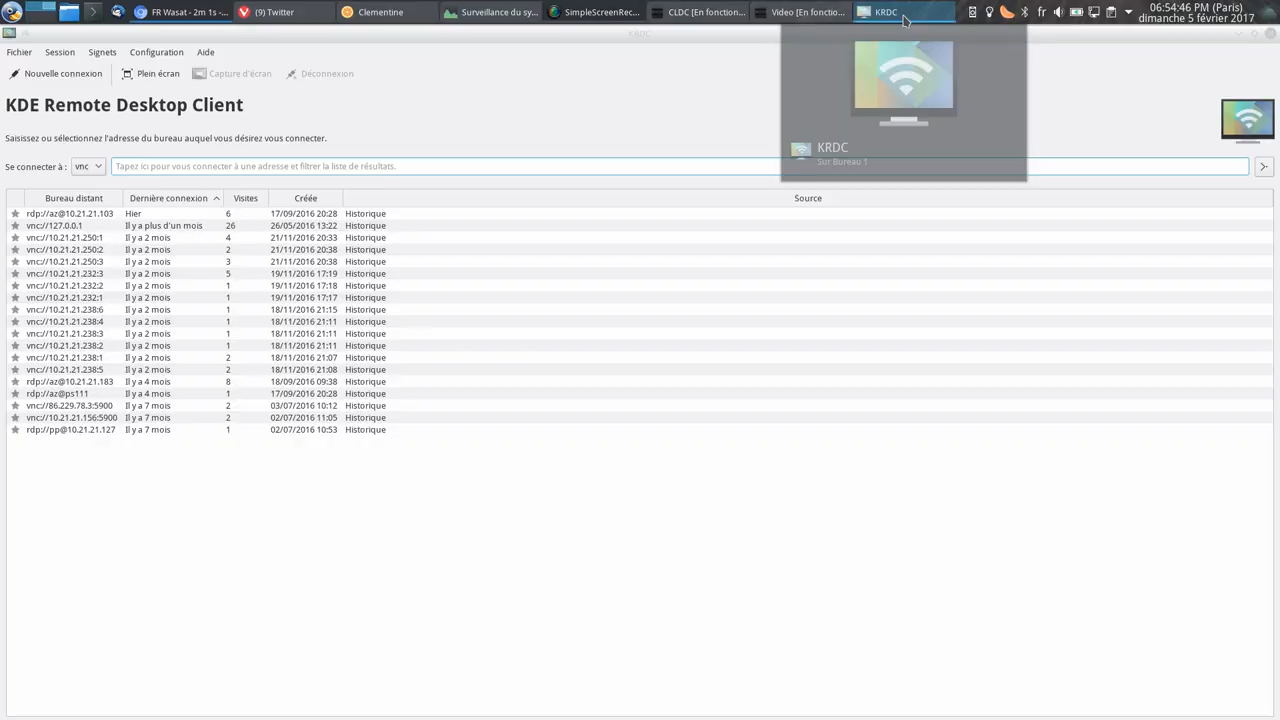 FR Wasat - 2m 1s -... (9) Twitter Clementine Surveillance du sy... SimpleScreenRec... CLDC [En fonction... Video [En fonctio... KRDC fr 06:54:46 PM (Paris)
dimanche 5 février 2017
KRDC
Fichier Session Signets Configuration Aide
Nouvelle connexion Plein écran Capture d'écran Déconnexion
KDE Remote Desktop Client
Saisissez ou sélectionnez l'adresse du bureau auquel vous désirez vous connecter.
KRDC
Sur Bureau 1
Se connecter à : vnc Tapez ici pour vous connecter à une adresse et filtrer la liste de résultats.
Bureau distant Dernière connexion Visites Créée Source
rdp://az@10.21.21.103 Hier 6 17/09/2016 20:28 Historique
vnc://127.0.0.1 Il y a plus d'un mois 26 26/05/2016 13:22 Historique
vnc://10.21.21.250:1 Il y a 2 mois 4 21/11/2016 20:33 Historique
vnc://10.21.21.250:2 Il y a 2 mois 2 21/11/2016 20:38 Historique
vnc://10.21.21.250:3 Il y a 2 mois 3 21/11/2016 20:38 Historique
vnc://10.21.21.232:3 Il y a 2 mois 5 19/11/2016 17:19 Historique
vnc://10.21.21.232:2 Il y a 2 mois 1 19/11/2016 17:18 Historique
vnc://10.21.21.232:1 Il y a 2 mois 1 19/11/2016 17:17 Historique
vnc://10.21.21.238:6 Il y a 2 mois 1 18/11/2016 21:15 Historique
vnc://10.21.21.238:4 Il y a 2 mois 1 18/11/2016 21:11 Historique
vnc://10.21.21.238:3 Il y a 2 mois 1 18/11/2016 21:11 Historique
vnc://10.21.21.238:2 Il y a 2 mois 1 18/11/2016 21:11 Historique
vnc://10.21.21.238:1 Il y a 2 mois 2 18/11/2016 21:07 Historique
vnc://10.21.21.238:5 Il y a 2 mois 2 18/11/2016 21:08 Historique
rdp://az@10.21.21.183 Il y a 4 mois 8 18/09/2016 09:38 Historique
rdp://az@ps111 Il y a 4 mois 1 17/09/2016 20:28 Historique
vnc://86.229.78.3:5900 Il y a 7 mois 2 03/07/2016 10:12 Historique
vnc://10.21.21.156:5900 Il y a 7 mois 2 02/07/2016 11:05 Historique
rdp://pp@10.21.21.127 Il y a 7 mois 1 02/07/2016 10:53 Historique